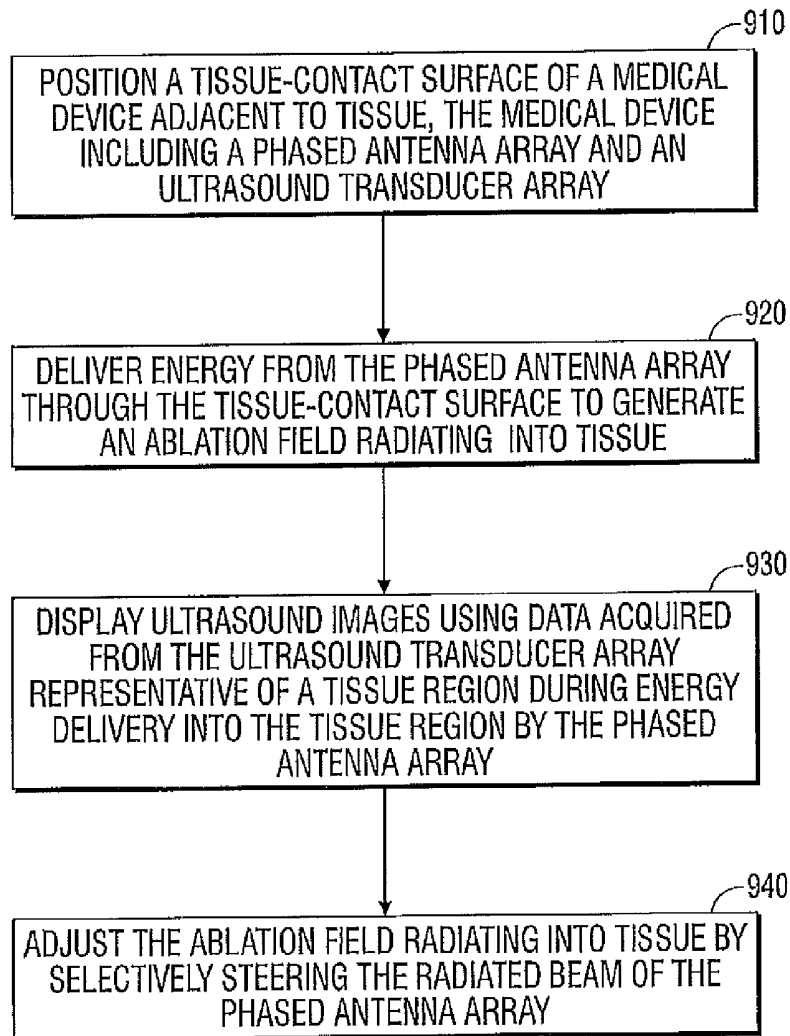 910
POSITION A TISSUE-CONTACT SURFACE OF A MEDICAL
DEVICE ADJACENT TO TISSUE, THE MEDICAL DEVICE
INCLUDING A PHASED ANTENNA ARRAY AND AN
ULTRASOUND TRANSDUCER ARRAY
920
DELIVER ENERGY FROM THE PHASED ANTENNA ARRAY
THROUGH THE TISSUE-CONTACT SURFACE TO GENERATE
AN ABLATION FIELD RADIATING INTO TISSUE
930
DISPLAY ULTRASOUND IMAGES USING DATA ACQUIRED
FROM THE ULTRASOUND TRANSDUCER ARRAY
REPRESENTATIVE OF A TISSUE REGION DURING ENERGY
DELIVERY INTO THE TISSUE REGION BY THE PHASED
ANTENNA ARRAY
940
ADJUST THE ABLATION FIELD RADIATING INTO TISSUE BY
SELECTIVELY STEERING THE RADIATED BEAM OF THE
PHASED ANTENNA ARRAY